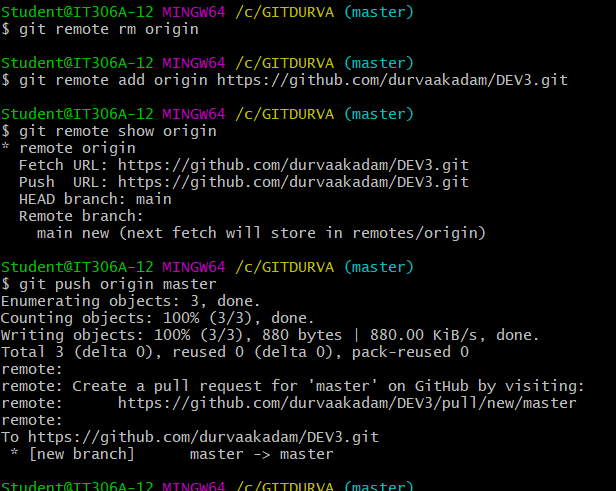 Student@IT306A-12 MINGW64 /c/GITDURVA (master)
$ git remote rm origin
Student@IT306A-12 MINGW64 /c/GITDURVA (master)
$ git remote add origin https://github.com/durvaakadam/DEV3.git
Student@IT306A-12 MINGW64 /c/GITDURVA (master)
$ git remote show origin
* remote origin
  Fetch URL: https://github.com/durvaakadam/DEV3.git
  Push  URL: https://github.com/durvaakadam/DEV3.git
  HEAD branch: main
  Remote branch:
    main new (next fetch will store in remotes/origin)
Student@IT306A-12 MINGW64 /c/GITDURVA (master)
$ git push origin master
Enumerating objects: 3, done.
Counting objects: 100% (3/3), done.
Writing objects: 100% (3/3), 880 bytes | 880.00 KiB/s, done.
Total 3 (delta 0), reused 0 (delta 0), pack-reused 0
remote:
remote: Create a pull request for 'master' on GitHub by visiting:
remote:      https://github.com/durvaakadam/DEV3/pull/new/master
remote:
To https://github.com/durvaakadam/DEV3.git
 * [new branch]      master -> master
Student@IT306A-12 MINGW64 /c/GITDURVA (master)